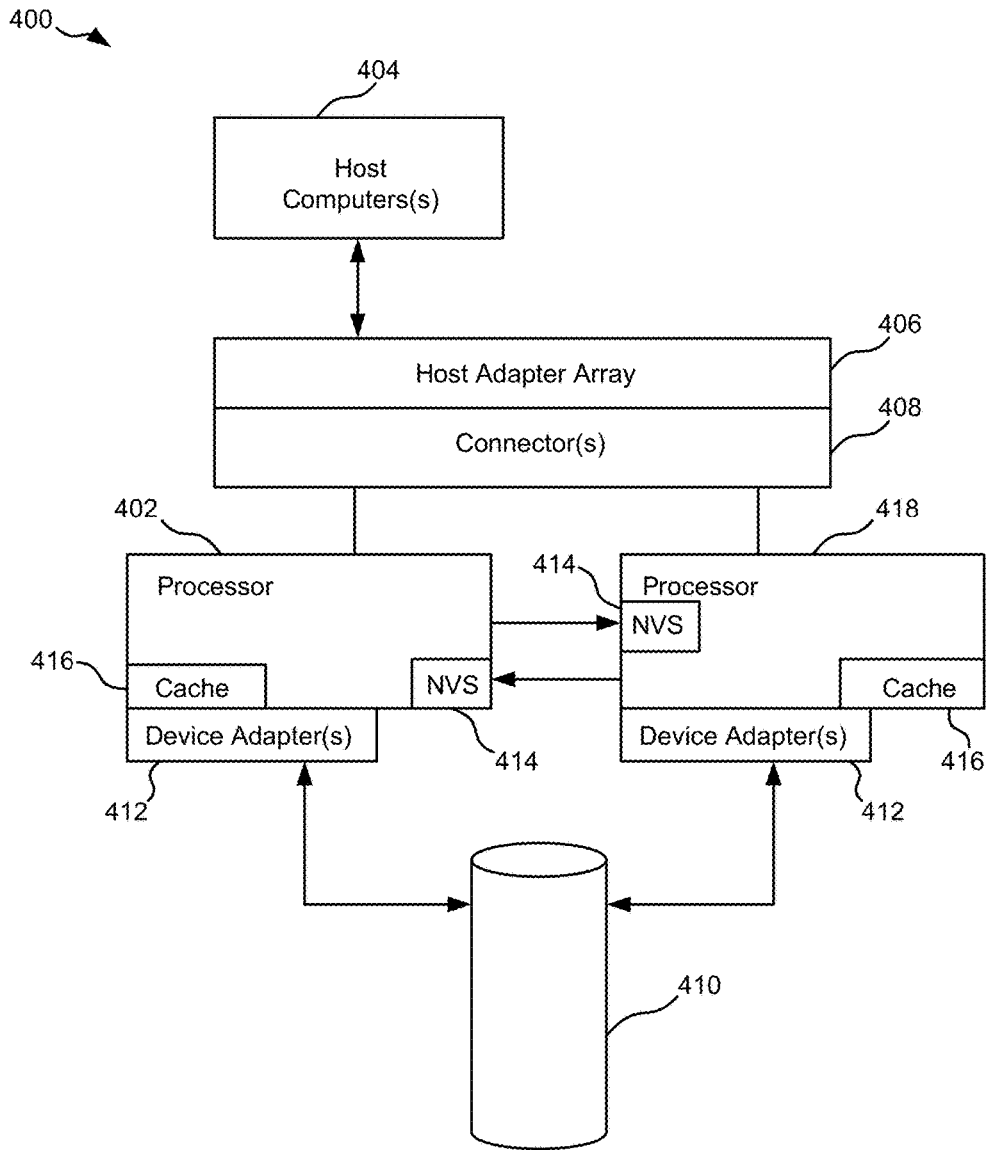 400
404
Host
Computers(s)
406
Host Adapter Array
408
Connector(s)
402
418
Processor
414
Processor
NVS
416
Cache
NVS
Cache
Device Adapter(s)
414
Device Adapter(s)
416
412
412
410